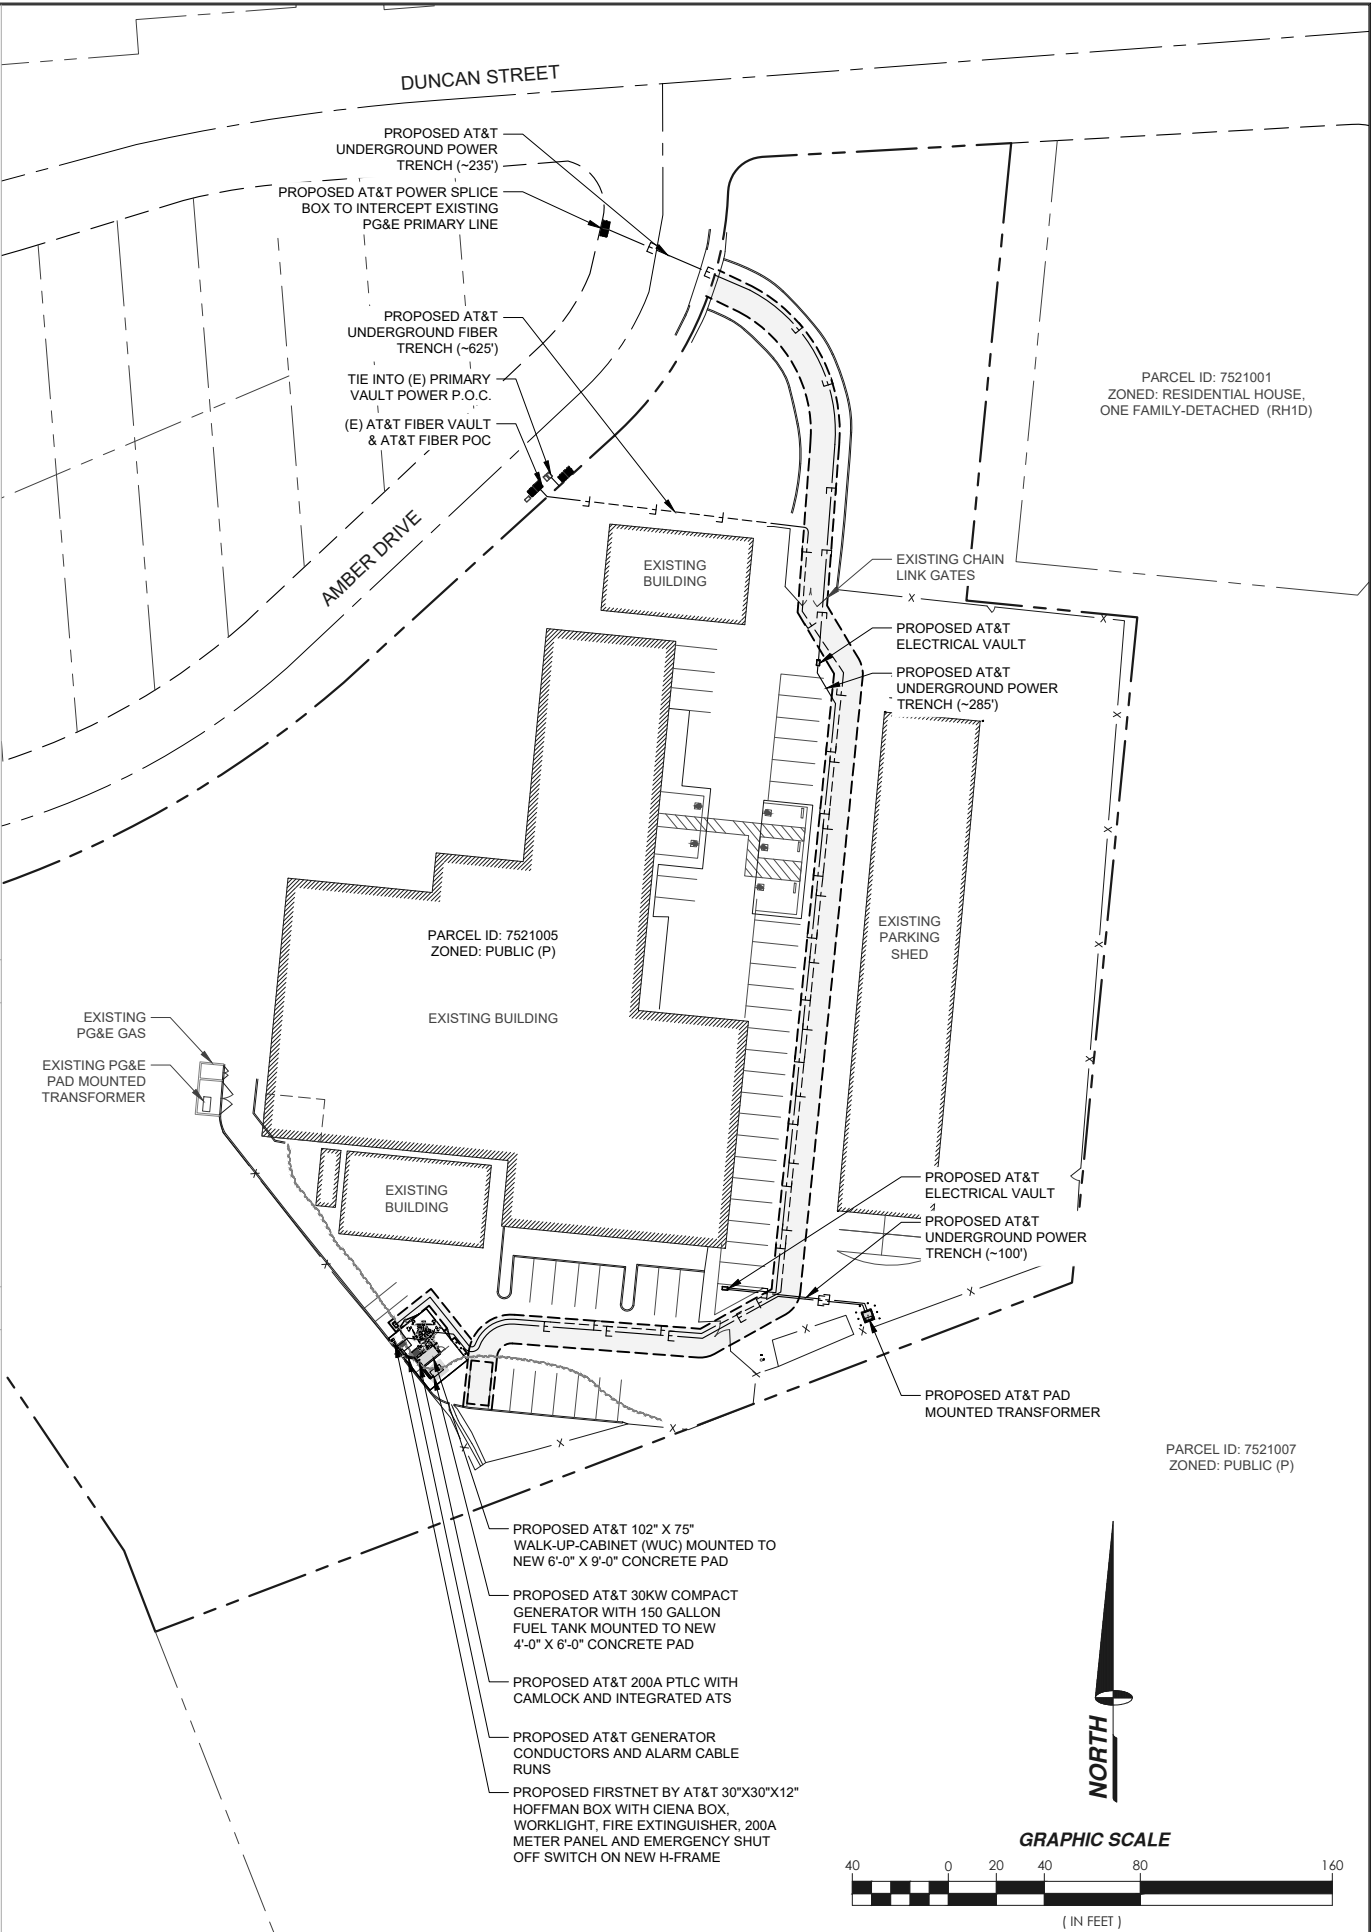 DUNCAN STREET
PROPOSED AT&T
UNDERGROUND POWER
TRENCH (~235')
PROPOSED AT&T POWER SPLICE
BOX TO INTERCEPT EXISTING
PG&E PRIMARY LINE
PROPOSED AT&T
UNDERGROUND FIBER
TRENCH (~625')
TIE INTO (E) PRIMARY
VAULT POWER P.O.C.
(E) AT&T FIBER VAULT
& AT&T FIBER POC
AMBER DRIVE
PARCEL ID: 7521001
ZONED: RESIDENTIAL HOUSE,
ONE FAMILY-DETACHED (RH1D)
EXISTING
BUILDING
EXISTING CHAIN
LINK GATES
PROPOSED AT&T
ELECTRICAL VAULT
PROPOSED AT&T
UNDERGROUND POWER
TRENCH (~285')
EXISTING
PARKING
SHED
PARCEL ID: 7521005
ZONED: PUBLIC (P)
EXISTING BUILDING
EXISTING
PG&E GAS
EXISTING PG&E
PAD MOUNTED
TRANSFORMER
EXISTING
BUILDING
PROPOSED AT&T
ELECTRICAL VAULT
PROPOSED AT&T
UNDERGROUND POWER
TRENCH (~100')
PROPOSED AT&T PAD
MOUNTED TRANSFORMER
PARCEL ID: 7521007
ZONED: PUBLIC (P)
PROPOSED AT&T 102" X 75"
WALK-UP-CABINET (WUC) MOUNTED TO
NEW 6'-0" X 9'-0" CONCRETE PAD
PROPOSED AT&T 30KW COMPACT
GENERATOR WITH 150 GALLON
FUEL TANK MOUNTED TO NEW
4'-0" X 6'-0" CONCRETE PAD
PROPOSED AT&T 200A PTLC WITH
CAMLOCK AND INTEGRATED ATS
PROPOSED AT&T GENERATOR
CONDUCTORS AND ALARM CABLE
RUNS
PROPOSED FIRSTNET BY AT&T 30"X30"X12"
HOFFMAN BOX WITH CIENA BOX,
WORKLIGHT, FIRE EXTINGUISHER, 200A
METER PANEL AND EMERGENCY SHUT
OFF SWITCH ON NEW H-FRAME
NORTH
GRAPHIC SCALE
40 0 20 40 80 160
( IN FEET )